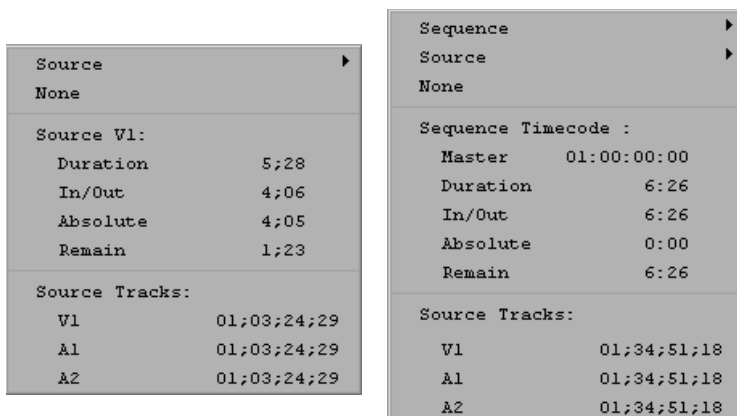 Source
None
Source V1:
Duration 5;28
In/Out 4;06
Absolute 4;05
Remain 1;23
Source Tracks:
V1 01;03;24;29
A1 01;03;24;29
A2 01;03;24;29
Sequence
Source
None
Sequence Timecode :
Master 01:00:00:00
Duration 6:26
In/Out 6:26
Absolute 0:00
Remain 6:26
Source Tracks:
V1 01;34;51;18
A1 01;34;51;18
A2 01;34;51;18